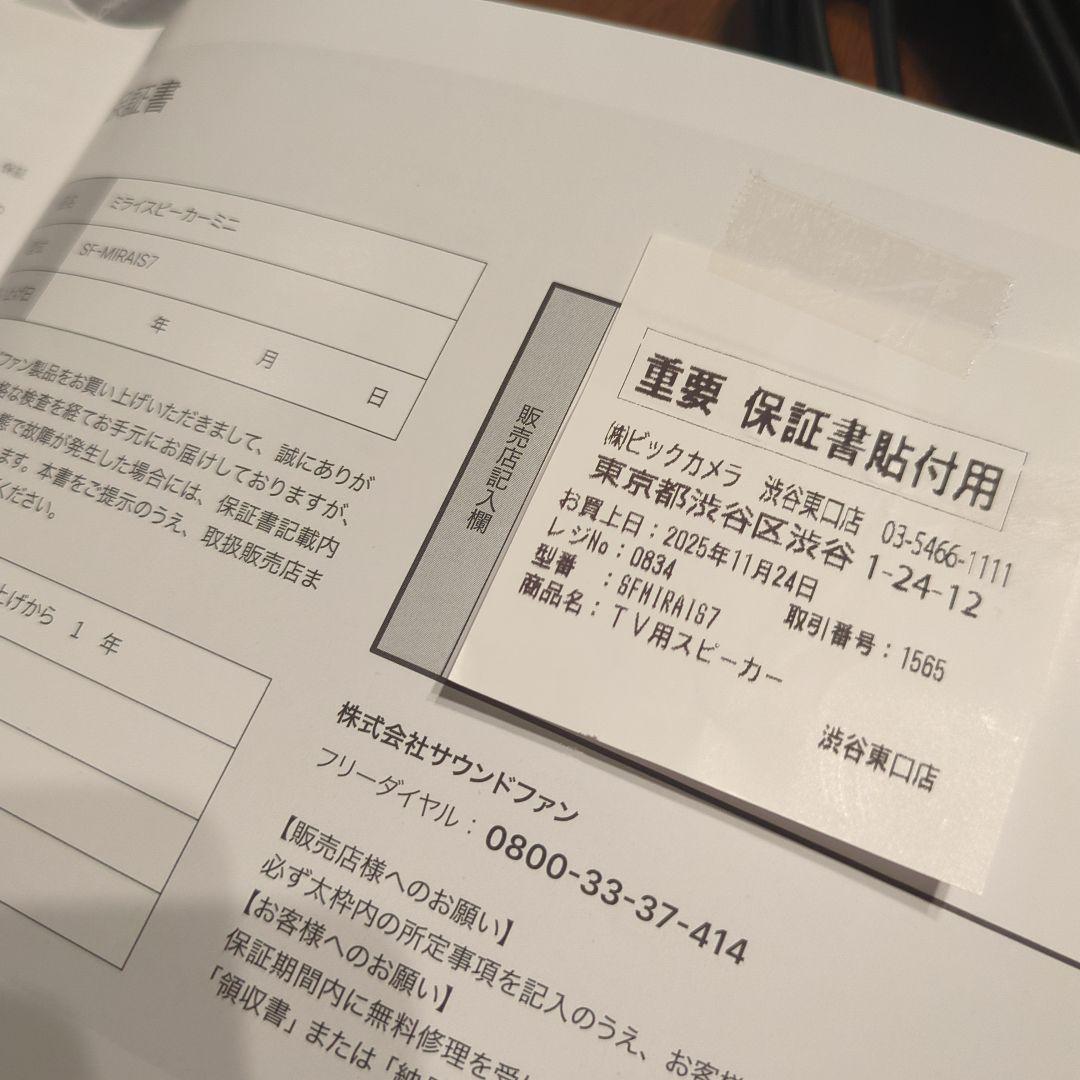 証書
ミライスピーカーミニ
SF-MIRAIS7
年 月 日
ファン製品をお買い上げいただきまして、誠にありが
な検査を経てお手元にお届けしておりますが、
態で故障が発生した場合には、保証書記載内
ます。本書をご提示のうえ、取扱販売店ま
ください。
上げから 1 年
販売店記入欄
重要 保証書貼付用
(株)ビックカメラ 渋谷東口店 03-5466-1111
東京都渋谷区渋谷 1-24-12
お買上日:2025年11月24日
レジNo:0834 取引番号:1565
型番 :SFMIRAIS7
商品名:TV用スピーカー
渋谷東口店
株式会社サウンドファン
フリーダイヤル:0800-33-37-414
【販売店様へのお願い】
必ず太枠内の所定事項を記入のうえ、お客様
【お客様へのお願い】
保証期間内に無料修理を受
「領収書」または「納